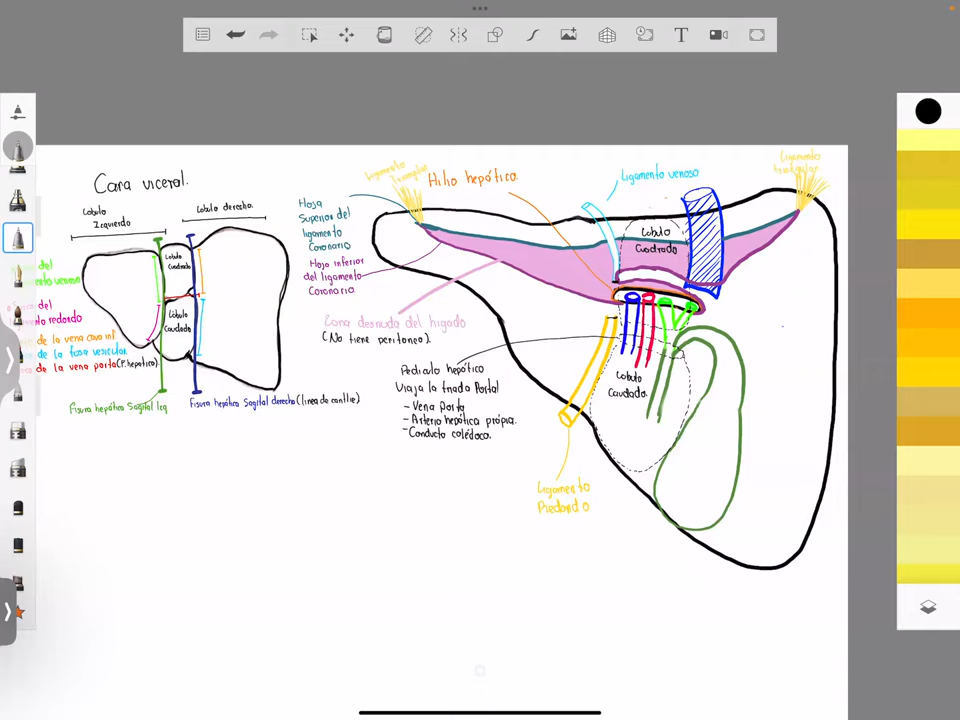 Cara viceral.
Lobulo
Izquierdo
Lobulo derecho.
Lobulo
Cuadrado
Lobulo
Caudado
del
venoso
del
redondo
de la vena cava inf
de la fosa vesicular.
de la vena porta (P. hepatico)
Fisura hepática Sagital Izq
Fisura hepática Sagital derecho (linea de cantlie)
Ligamento
Hilio hepático.
Ligamento venoso
Ligamento
triangular
Hoja
Superior del
ligamento
Coronario
Hoja inferior
del ligamento
Coronario.
Lobulo
Cuadrado
Zona desnuda del higado
(No tiene peritoneo).
Pediculo hepático
Viaja la triada Portal
- Vena porta
- Arteria hepática própia.
- Conducto colédoco.
Lobulo
Caudado.
Ligamento
Redondo
T